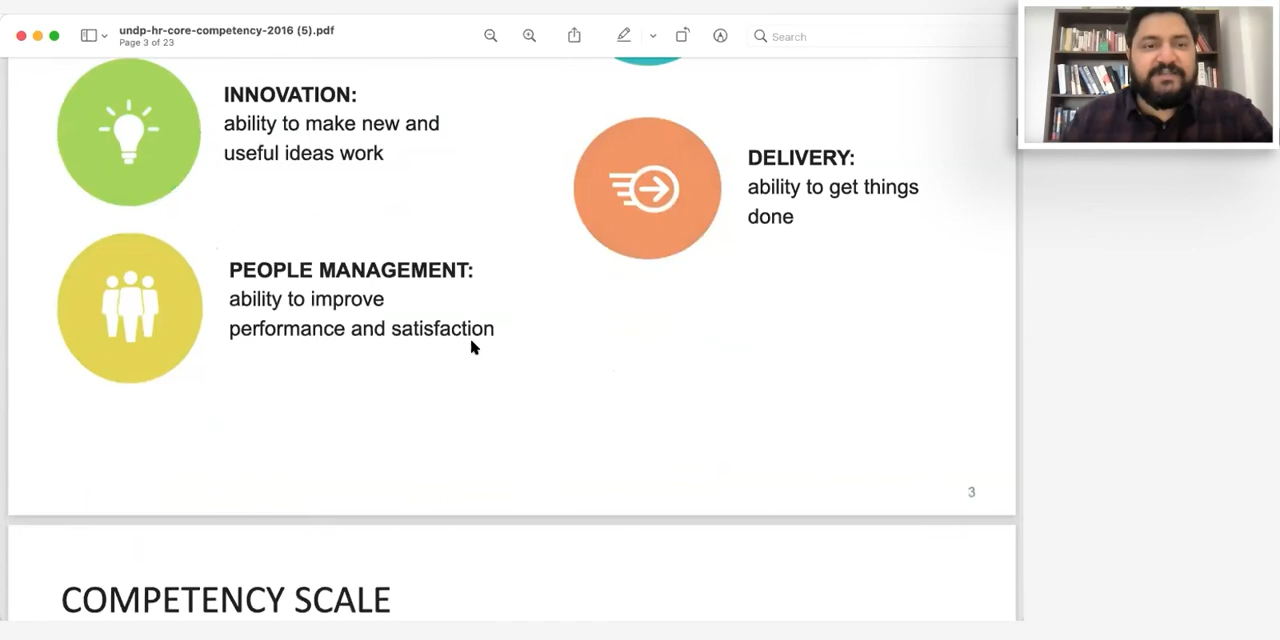 undp-hr-core-competency-2016 (5).pdf
Page 3 of 23
Search
INNOVATION:
ability to make new and
useful ideas work
DELIVERY:
ability to get things
done
PEOPLE MANAGEMENT:
ability to improve
performance and satisfaction
3
COMPETENCY SCALE